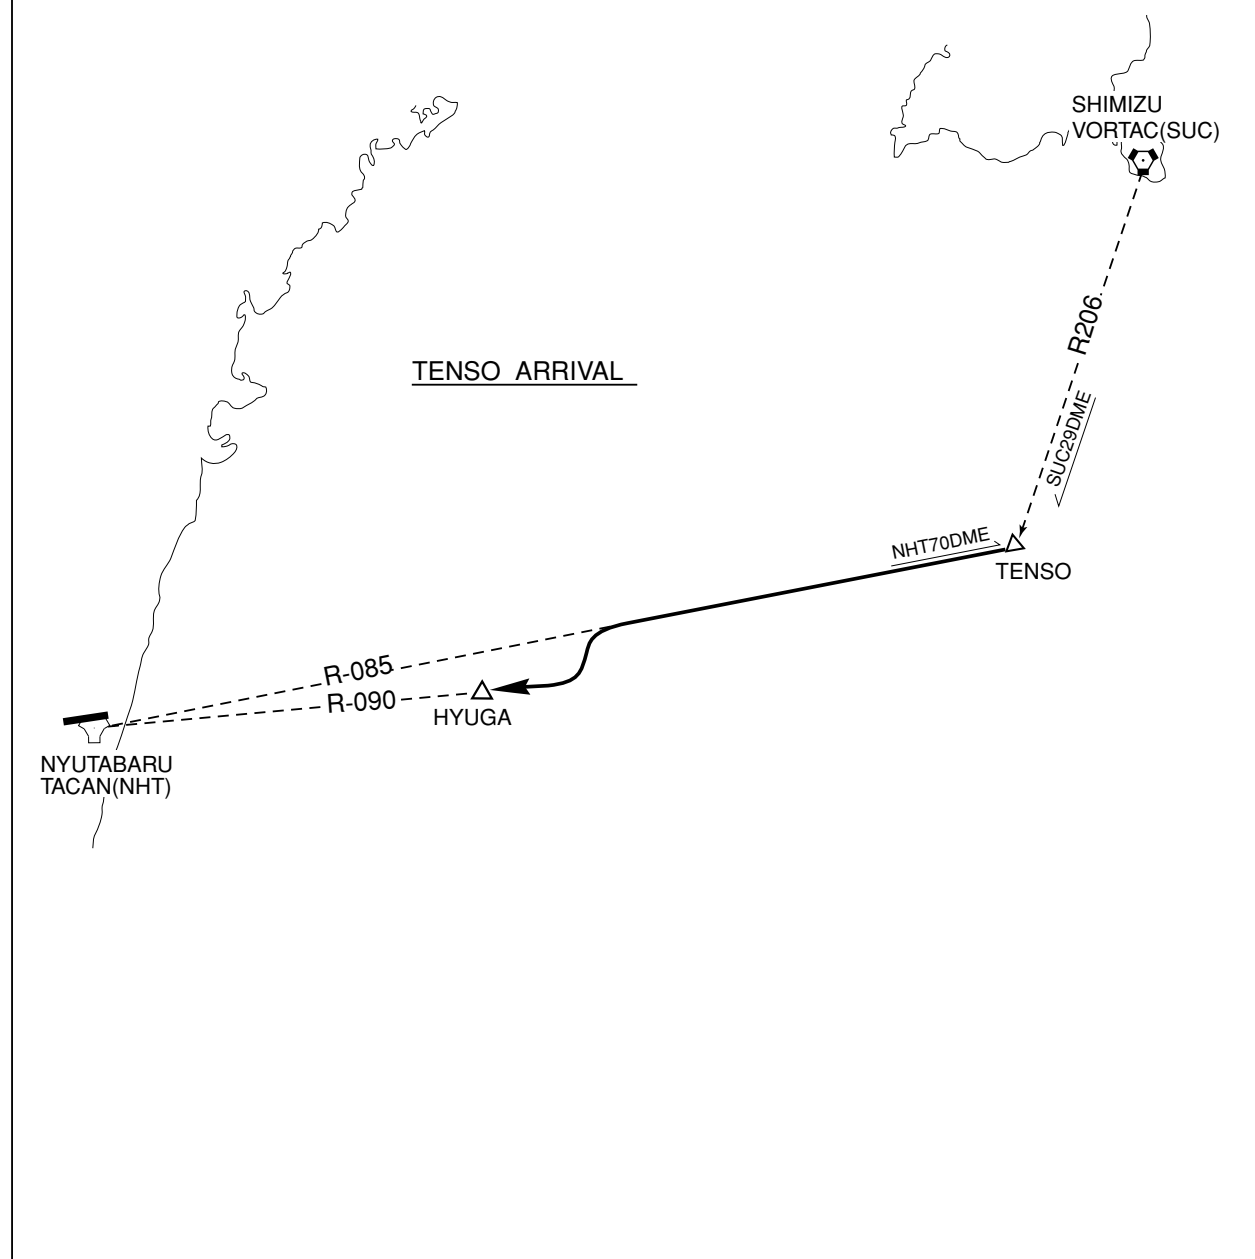 SHIMIZU
VORTAC(SUC)
R206
TENSO ARRIVAL
SUC29DME
NHT70DME
TENSO
R-085
R-090
HYUGA
NYUTABARU
TACAN(NHT)